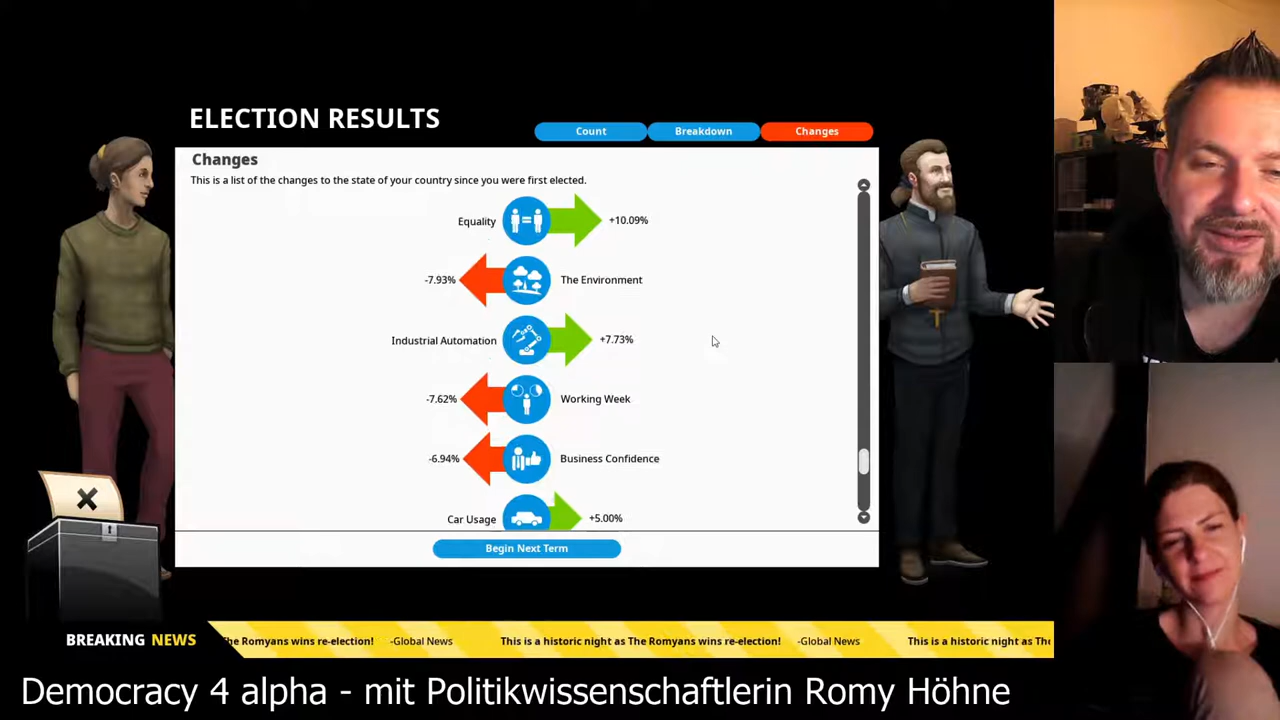 ELECTION RESULTS
Count
Breakdown
Changes
Changes
This is a list of the changes to the state of your country since you were first elected.
Equality +10.09%
-7.93% The Environment
Industrial Automation +7.73%
-7.62% Working Week
-6.94% Business Confidence
Car Usage +5.00%
Begin Next Term
BREAKING NEWS he Romyans wins re-election! -Global News This is a historic night as The Romyans wins re-election! -Global News This is a historic night as The
Democracy 4 alpha - mit Politikwissenschaftlerin Romy Höhne